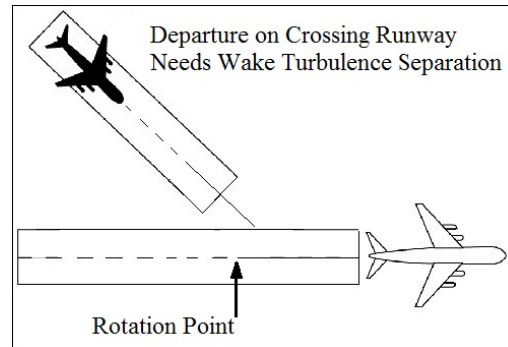 Departure on Crossing Runway
Needs Wake Turbulence Separation
Rotation Point